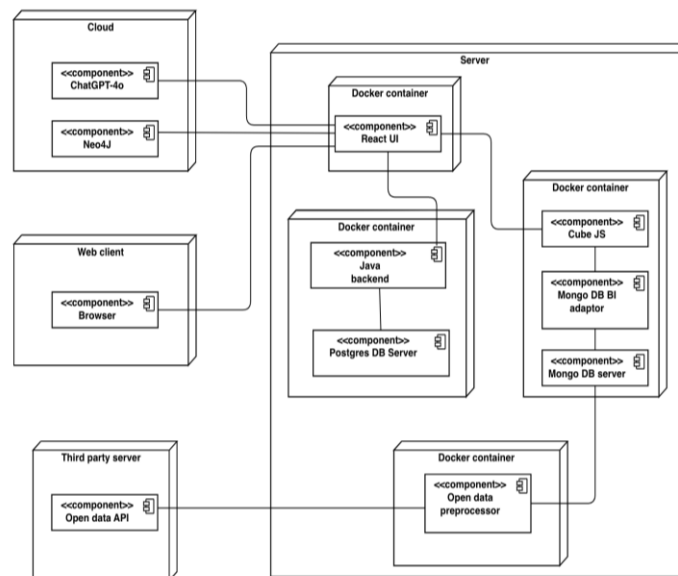 Cloud
<<component>>
ChatGPT-4o
<<component>>
Neo4J
Web client
<<component>>
Browser
Third party server
<<component>>
Open data API
Server
Docker container
<<component>>
React UI
Docker container
<<component>>
Java
backend
<<component>>
Postgres DB Server
Docker container
<<component>>
Cube JS
<<component>>
Mongo DB BI
adaptor
<<component>>
Mongo DB server
Docker container
<<component>>
Open data
preprocessor